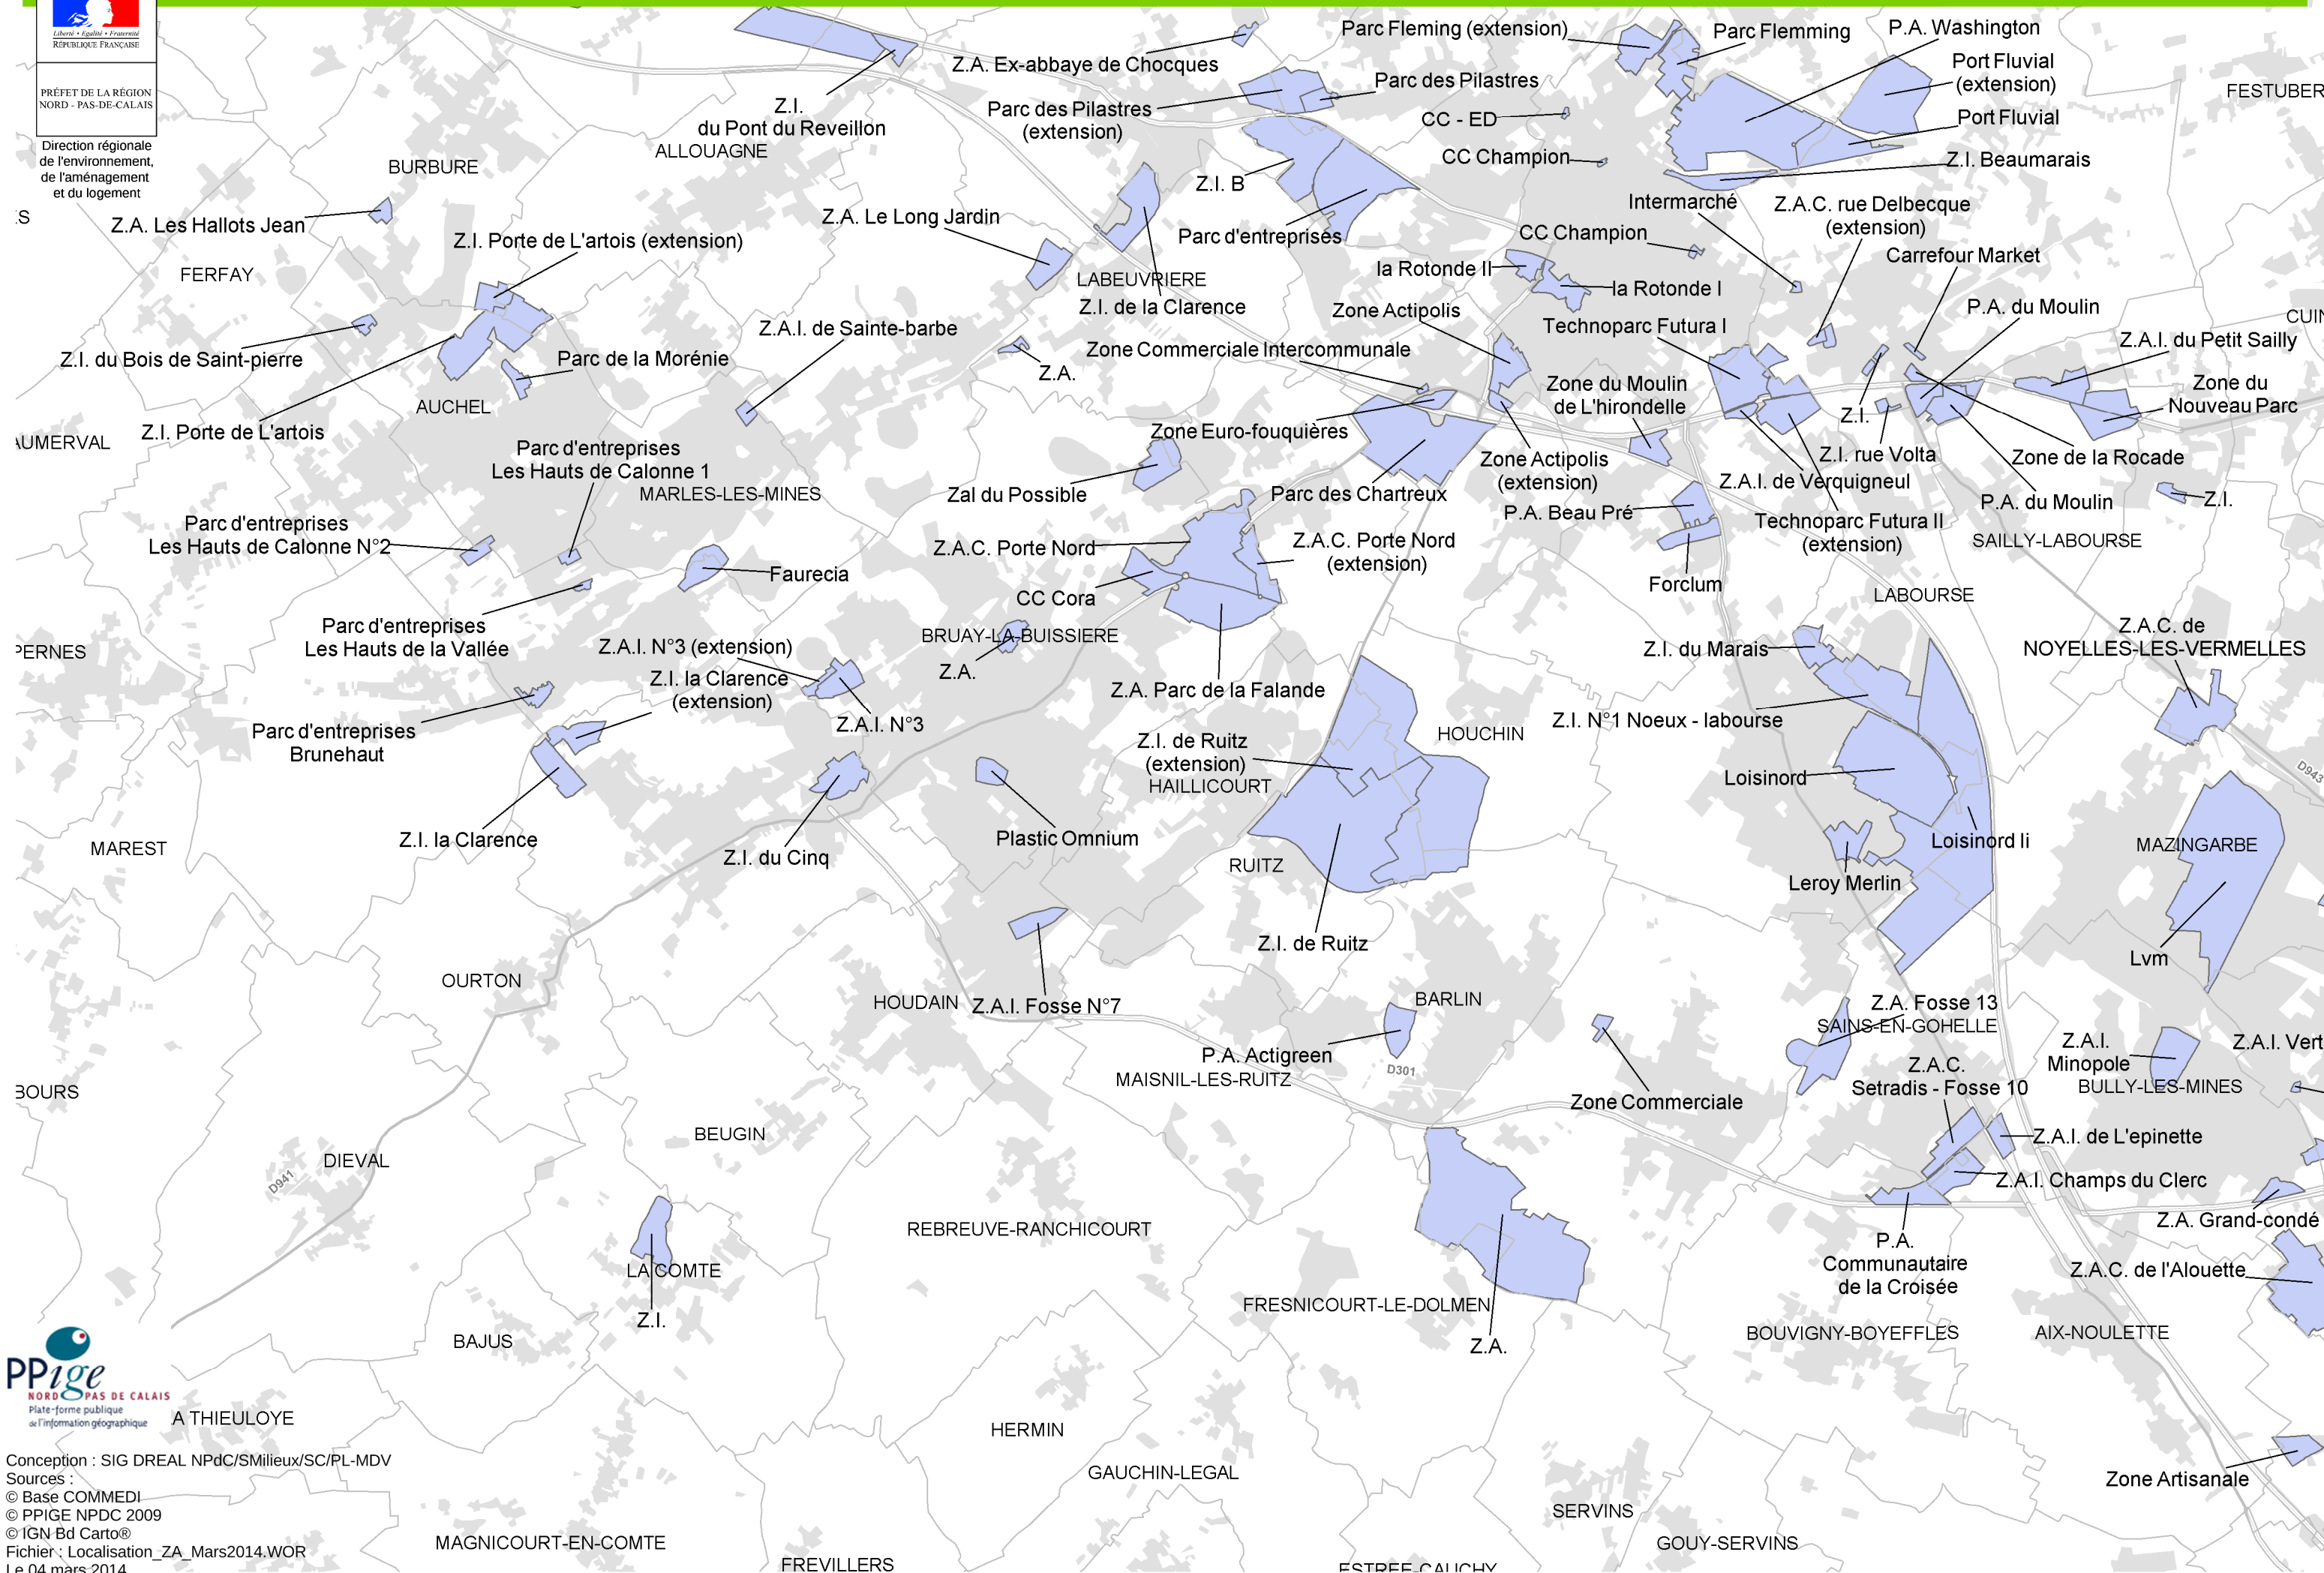 Liberté • Égalité • Fraternité
RÉPUBLIQUE FRANÇAISE
PRÉFET DE LA RÉGION
NORD - PAS-DE-CALAIS
Direction régionale
de l'environnement,
de l'aménagement
et du logement
Parc Fleming (extension)
Parc Flemming
P.A. Washington
Z.A. Ex-abbaye de Chocques
Port Fluvial
(extension)
Parc des Pilastres
FESTUBER
Z.I.
du Pont du Reveillon
Parc des Pilastres
(extension)
CC - ED
Port Fluvial
ALLOUAGNE
BURBURE
CC Champion
Z.I. Beaumarais
Z.I. B
Intermarché
Z.A.C. rue Delbecque
(extension)
S
Z.A. Les Hallots Jean
Z.A. Le Long Jardin
Z.I. Porte de L'artois (extension)
Parc d'entreprises
CC Champion
Carrefour Market
FERFAY
LABEUVRIERE
la Rotonde II
la Rotonde I
Z.I. de la Clarence
Zone Actipolis
P.A. du Moulin
CUIN
Z.A.I. de Sainte-barbe
Technoparc Futura I
Z.A.I. du Petit Sailly
Z.I. du Bois de Saint-pierre
Parc de la Morénie
Zone Commerciale Intercommunale
Z.A.
Zone du Moulin
de L'hirondelle
Zone du
Nouveau Parc
AUCHEL
Z.I.
AUMERVAL
Z.I. Porte de L'artois
Zone Euro-fouquières
Parc d'entreprises
Les Hauts de Calonne 1
Zone Actipolis
(extension)
Z.I. rue Volta
Zone de la Rocade
MARLES-LES-MINES
Zal du Possible
Parc des Chartreux
Z.A.I. de Verquigneul
P.A. du Moulin
Z.I.
Parc d'entreprises
Les Hauts de Calonne N°2
P.A. Beau Pré
Technoparc Futura II
(extension)
SAILLY-LABOURSE
Z.A.C. Porte Nord
Z.A.C. Porte Nord
(extension)
Faurecia
CC Cora
Forclum
LABOURSE
Parc d'entreprises
Les Hauts de la Vallée
BRUAY-LA-BUISSIERE
Z.A.C. de
NOYELLES-LES-VERMELLES
PERNES
Z.A.I. N°3 (extension)
Z.I. du Marais
Z.A.
Z.I. la Clarence
(extension)
Z.A. Parc de la Falande
Z.A.I. N°3
Z.I. N°1 Noeux - labourse
Parc d'entreprises
Brunehaut
HOUCHIN
Z.I. de Ruitz
(extension)
HAILLICOURT
Loisinord
D943
MAREST
Z.I. la Clarence
Plastic Omnium
Z.I. du Cinq
Loisinord Ii
MAZINGARBE
RUITZ
Leroy Merlin
Z.I. de Ruitz
Lvm
OURTON
HOUDAIN
Z.A.I. Fosse N°7
BARLIN
Z.A. Fosse 13
SAINS-EN-GOHELLE
P.A. Actigreen
Z.A.I.
Minopole
Z.A.I. Vert
D301
MAISNIL-LES-RUITZ
Z.A.C.
Setradis - Fosse 10
BULLY-LES-MINES
BOURS
Zone Commerciale
BEUGIN
Z.A.I. de L'epinette
DIEVAL
D941
Z.A.I. Champs du Clerc
REBREUVE-RANCHICOURT
Z.A. Grand-condé
P.A.
Communautaire
de la Croisée
LA COMTE
Z.A.C. de l'Alouette
FRESNICOURT-LE-DOLMEN
Z.I.
BAJUS
Z.A.
BOUVIGNY-BOYEFFLES
AIX-NOULETTE
PPige
NORD PAS DE CALAIS
Plate-forme publique
de l'information géographique
A THIEULOYE
HERMIN
GAUCHIN-LEGAL
Zone Artisanale
SERVINS
MAGNICOURT-EN-COMTE
GOUY-SERVINS
FREVILLERS
ESTREE-CAUCHY
Conception : SIG DREAL NPdC/SMilieux/SC/PL-MDV
Sources :
© Base COMMEDI
© PPIGE NPDC 2009
© IGN Bd Carto®
Fichier : Localisation_ZA_Mars2014.WOR
Le 04 mars 2014